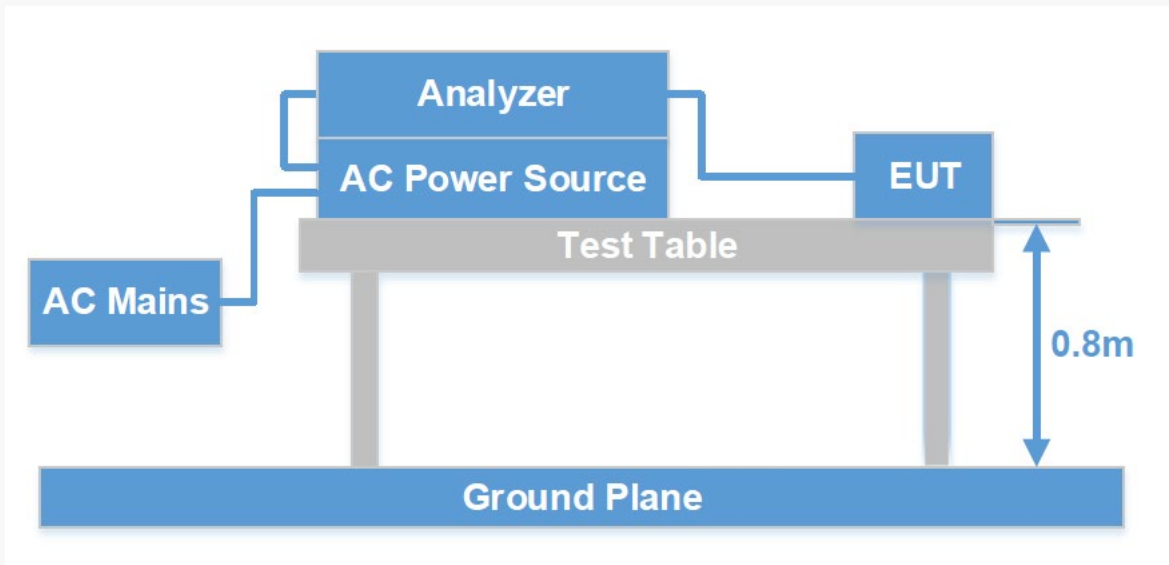 Analyzer
AC Power Source
EUT
Test Table
AC Mains
0.8m
Ground Plane